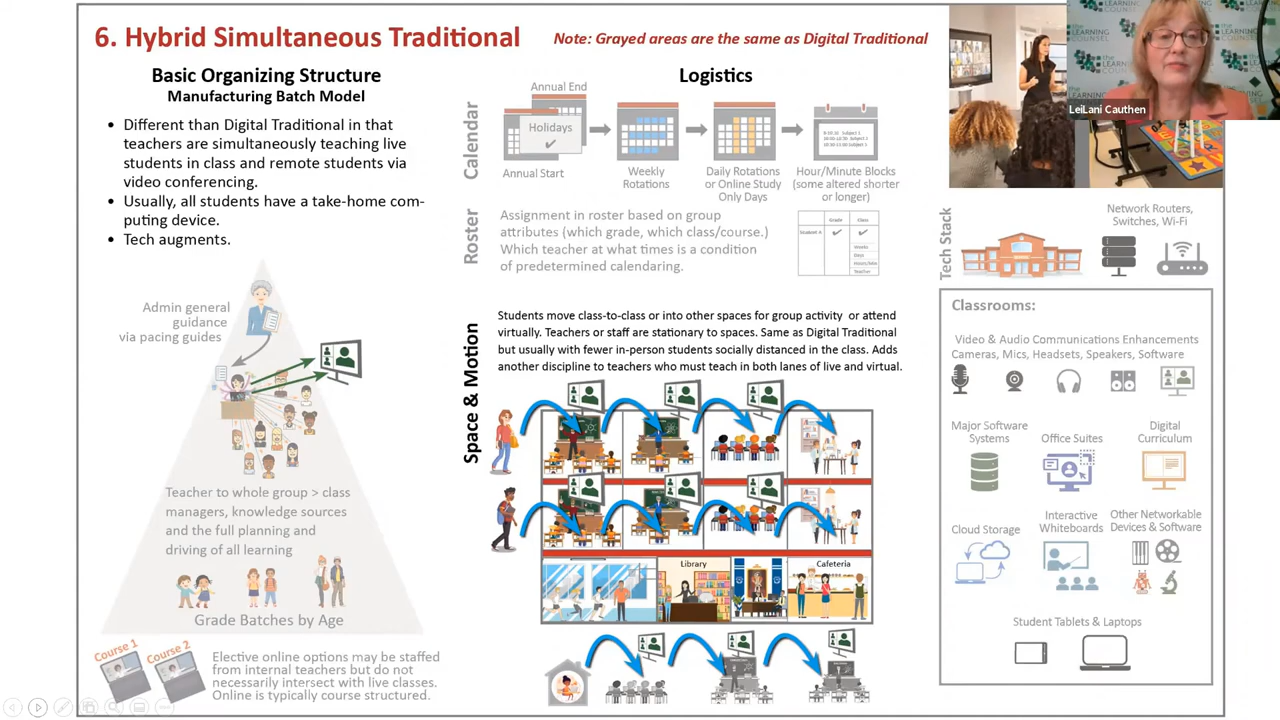 6. Hybrid Simultaneous Traditional
Note: Grayed areas are the same as Digital Traditional
Basic Organizing Structure
Manufacturing Batch Model
• Different than Digital Traditional in that
teachers are simultaneously teaching live
students in class and remote students via
video conferencing.
• Usually, all students have a take-home com-
puting device.
• Tech augments.
Admin general
guidance
via pacing guides
Teacher to whole group > class
managers, knowledge sources
and the full planning and
driving of all learning
Grade Batches by Age
Course 1
Course 2
Elective online options may be staffed
from internal teachers but do not
necessarily intersect with live classes.
Online is typically course structured.
Logistics
Calendar
Annual End
Holidays
Annual Start
Weekly
Rotations
Daily Rotations
or Online Study
Only Days
Hour/Minute Blocks
(some altered shorter
or longer)
Roster
Assignment in roster based on group
attributes (which grade, which class/course.)
Which teacher at what times is a condition
of predetermined calendaring.
Grade
Class
Student A
Weeks
Days
Hours/Min
Teacher
Space & Motion
Students move class-to-class or into other spaces for group activity or attend
virtually. Teachers or staff are stationary to spaces. Same as Digital Traditional
but usually with fewer in-person students socially distanced in the class. Adds
another discipline to teachers who must teach in both lanes of live and virtual.
Library
Cafeteria
LeiLani Cauthen
Tech Stack
Network Routers,
Switches, Wi-Fi
Classrooms:
Video & Audio Communications Enhancements
Cameras, Mics, Headsets, Speakers, Software
Major Software
Systems
Office Suites
Digital
Curriculum
Cloud Storage
Interactive
Whiteboards
Other Networkable
Devices & Software
Student Tablets & Laptops